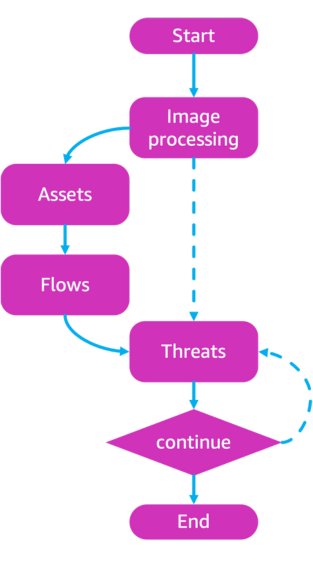 Start
Image
processing
Assets
Flows
Threats
continue
End